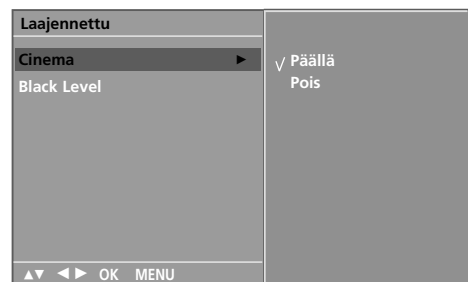 Laajennettu
Cinema ►
Black Level
√ Päällä
Pois
▲▼ ◄► OK MENU